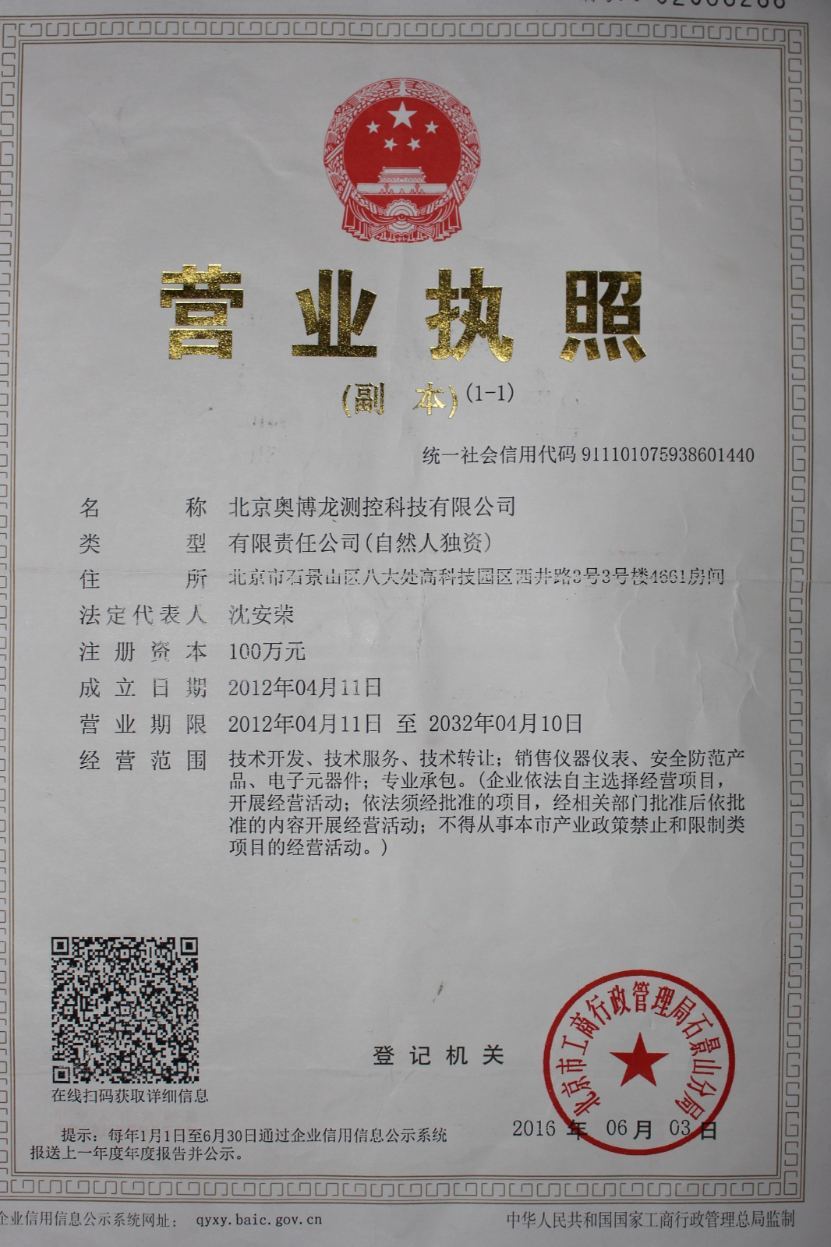 02088288
营业执照
(副 本)(1-1)
统一社会信用代码 911101075938601440
名称 北京奥博龙测控科技有限公司
类型 有限责任公司(自然人独资)
住所 北京市石景山区八大处高科技园区西井路3号3号楼4661房间
法定代表人 沈安荣
注册资本 100万元
成立日期 2012年04月11日
营业期限 2012年04月11日 至 2032年04月10日
经营范围 技术开发、技术服务、技术转让；销售仪器仪表、安全防范产
品、电子元器件；专业承包。(企业依法自主选择经营项目，
开展经营活动；依法须经批准的项目，经相关部门批准后依批
准的内容开展经营活动；不得从事本市产业政策禁止和限制类
项目的经营活动。)
在线扫码获取详细信息
登记机关
北京市工商行政管理局石景山分局
2016年06月03日
提示：每年1月1日至6月30日通过企业信用信息公示系统
报送上一年度年度报告并公示。
企业信用信息公示系统网址： qyxy.baic.gov.cn
中华人民共和国国家工商行政管理总局监制